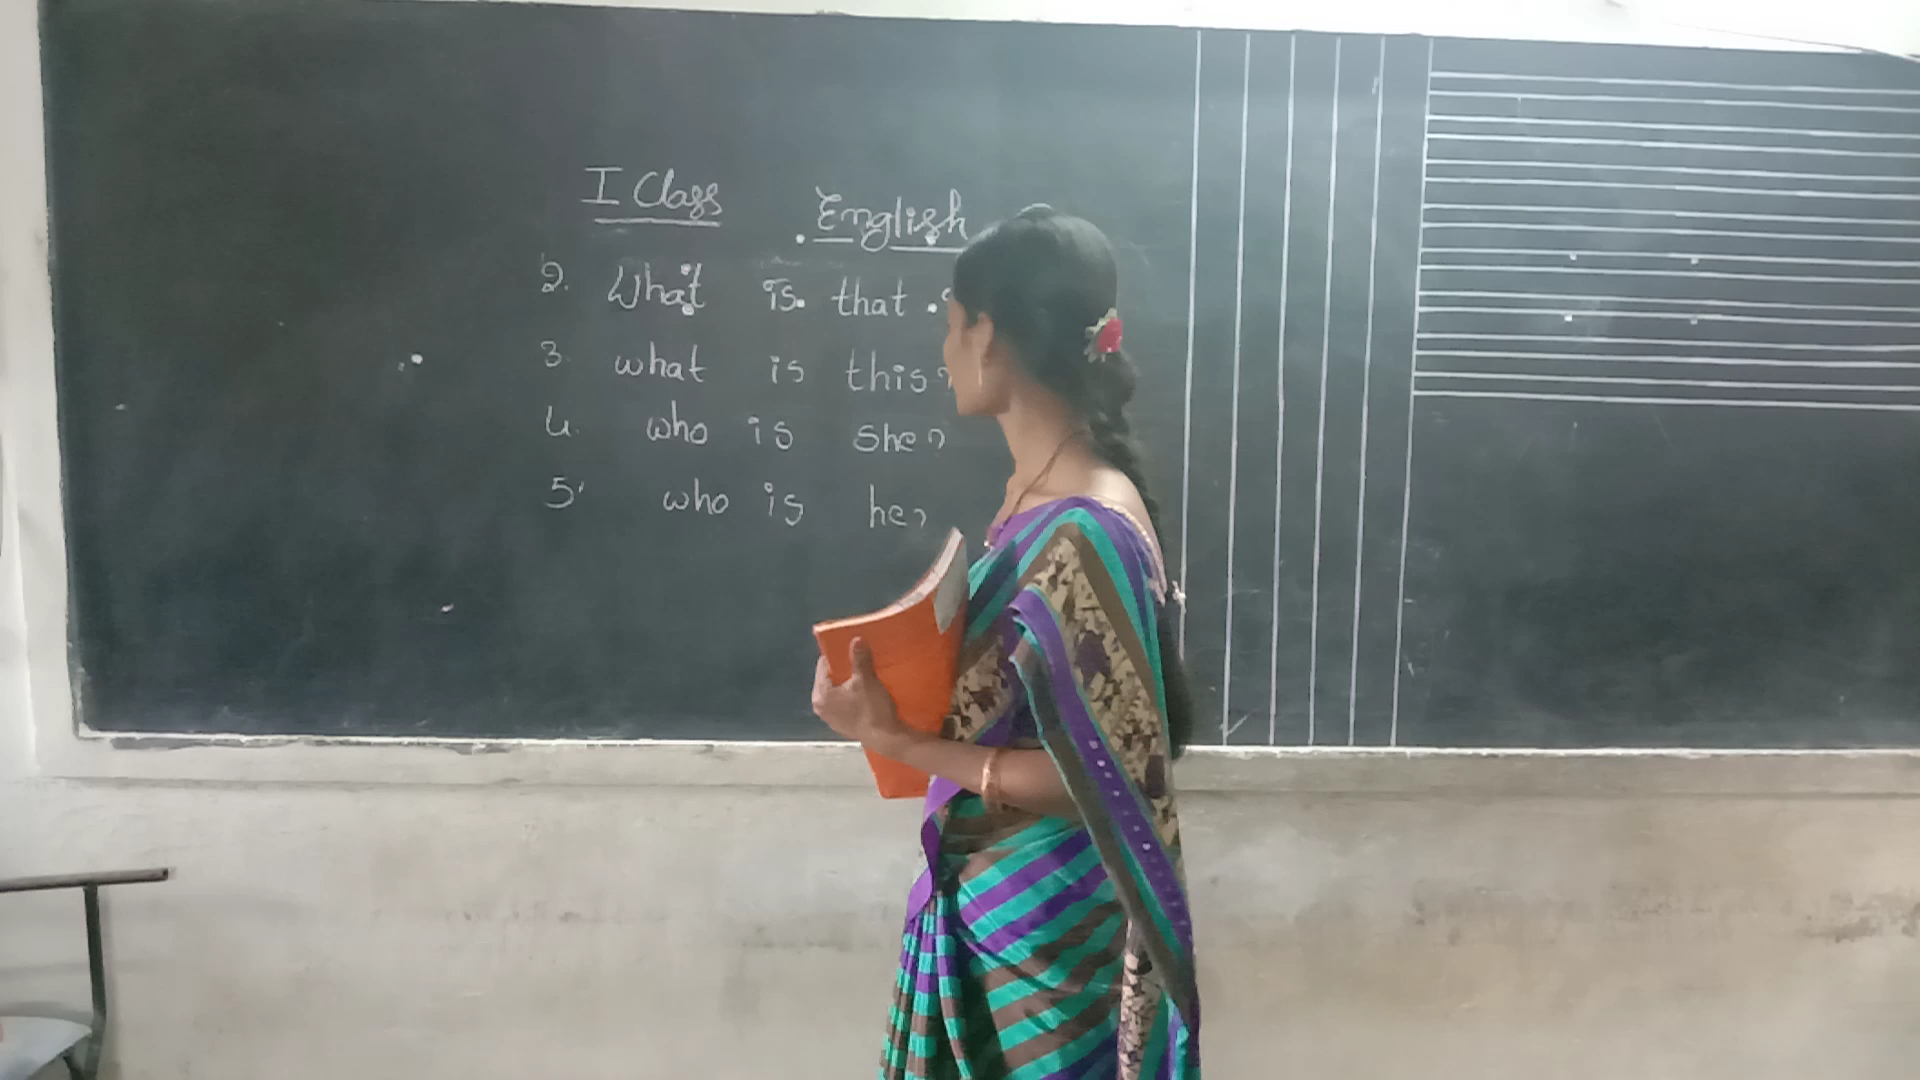 I Class
English
2. What is that ?
3. what is this?
4. who is she?
5. who is he?